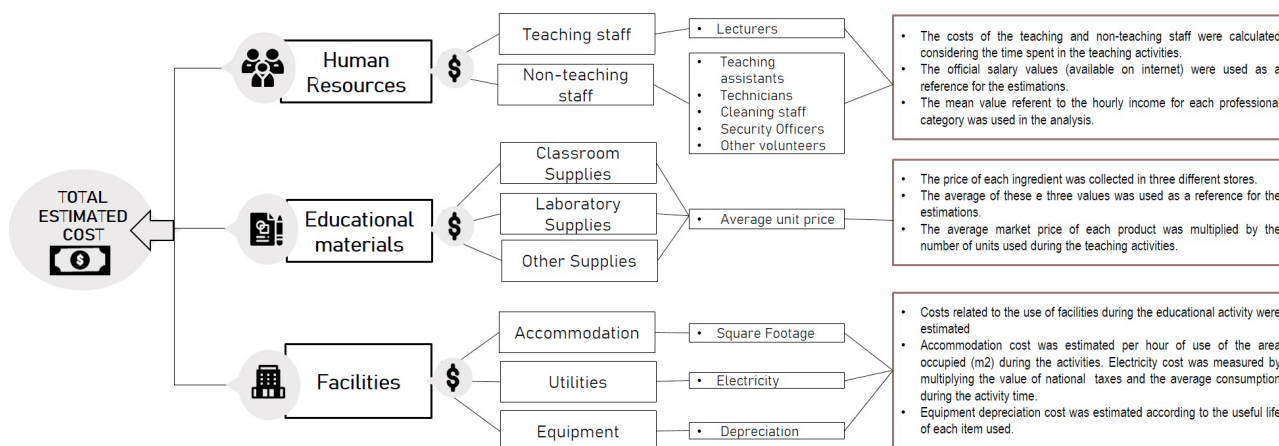 TOTAL
ESTIMATED
COST
$
Human
Resources
$
Teaching staff
Non-teaching
staff
• Lecturers
• Teaching
assistants
• Technicians
• Cleaning staff
• Security Officers
• Other volunteers
• The costs of the teaching and non-teaching staff were calculated
considering the time spent in the teaching activities.
• The official salary values (available on internet) were used as a
reference for the estimations.
• The mean value referent to the hourly income for each professional
category was used in the analysis.
Educational
materials
$
Classroom
Supplies
Laboratory
Supplies
Other Supplies
• Average unit price
• The price of each ingredient was collected in three different stores.
• The average of these e three values was used as a reference for the
estimations.
• The average market price of each product was multiplied by the
number of units used during the teaching activities.
Facilities
$
Accommodation
Utilities
Equipment
• Square Footage
• Electricity
• Depreciation
• Costs related to the use of facilities during the educational activity were
estimated
• Accommodation cost was estimated per hour of use of the area
occupied (m2) during the activities. Electricity cost was measured by
multiplying the value of national taxes and the average consumption
during the activity time.
• Equipment depreciation cost was estimated according to the useful life
of each item used.